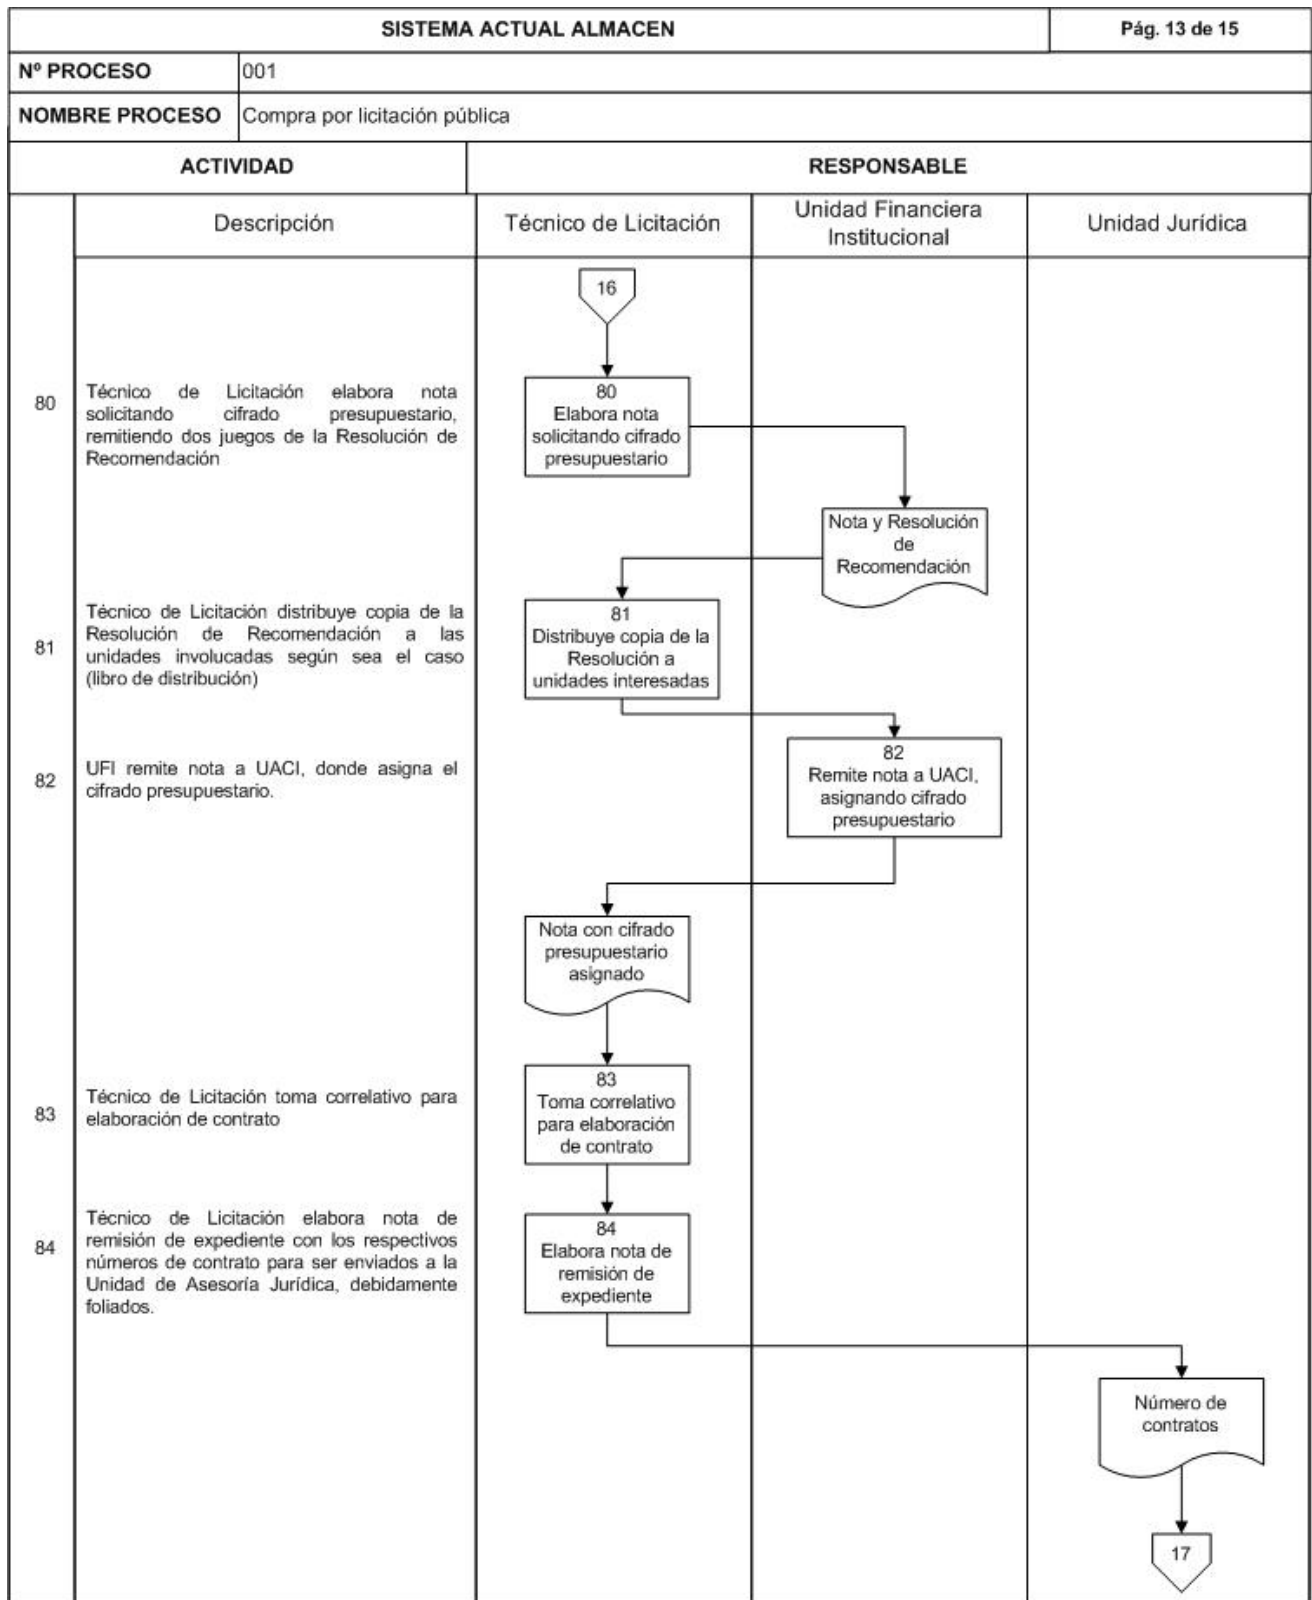 SISTEMA ACTUAL ALMACEN
Pág. 13 de 15
Nº PROCESO
001
NOMBRE PROCESO
Compra por licitación pública
ACTIVIDAD
RESPONSABLE
Descripción
Técnico de Licitación
Unidad Financiera
Institucional
Unidad Jurídica
16
80
Técnico de Licitación elabora nota
solicitando cifrado presupuestario,
remitiendo dos juegos de la Resolución de
Recomendación
80
Elabora nota
solicitando cifrado
presupuestario
Nota y Resolución
de
Recomendación
81
Técnico de Licitación distribuye copia de la
Resolución de Recomendación a las
unidades involucadas según sea el caso
(libro de distribución)
81
Distribuye copia de la
Resolución a
unidades interesadas
82
UFI remite nota a UACI, donde asigna el
cifrado presupuestario.
82
Remite nota a UACI,
asignando cifrado
presupuestario
Nota con cifrado
presupuestario
asignado
83
Técnico de Licitación toma correlativo para
elaboración de contrato
83
Toma correlativo
para elaboración
de contrato
84
Técnico de Licitación elabora nota de
remisión de expediente con los respectivos
números de contrato para ser enviados a la
Unidad de Asesoría Jurídica, debidamente
foliados.
84
Elabora nota de
remisión de
expediente
Número de
contratos
17